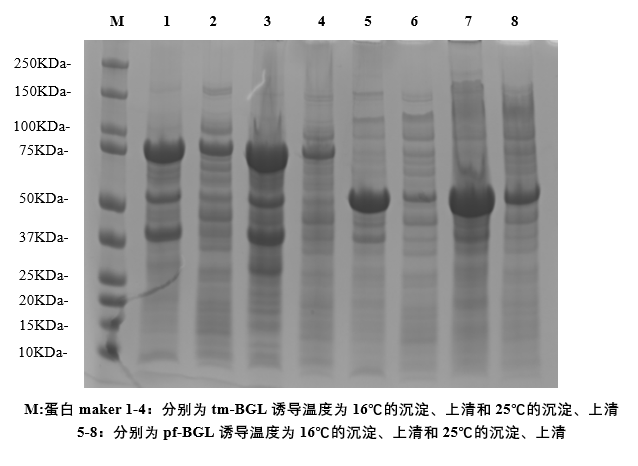 M 1 2 3 4 5 6 7 8
250KDa-
150KDa-
100KDa-
75KDa-
50KDa-
37KDa-
25KDa-
20KDa-
15KDa-
10KDa-
M:蛋白 maker 1-4：分别为 tm-BGL 诱导温度为 16℃的沉淀、上清和 25℃的沉淀、上清
5-8：分别为 pf-BGL 诱导温度为 16℃的沉淀、上清和 25℃的沉淀、上清